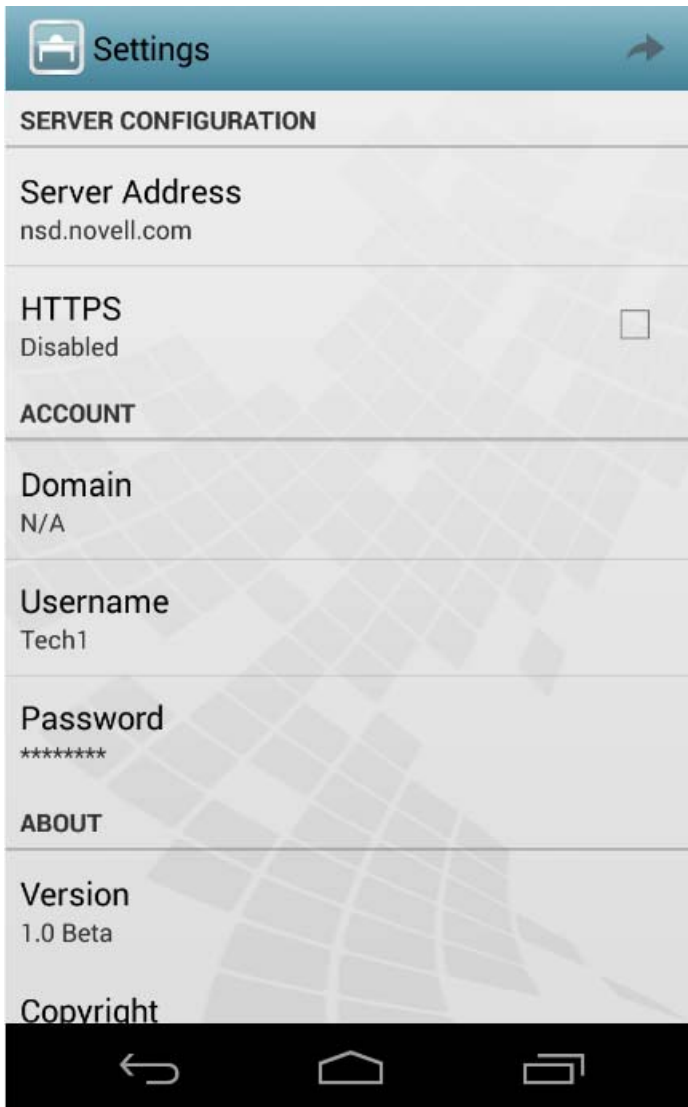 Settings
SERVER CONFIGURATION
Server Address
nsd.novell.com
HTTPS
Disabled
ACCOUNT
Domain
N/A
Username
Tech1
Password
********
ABOUT
Version
1.0 Beta
Copyright